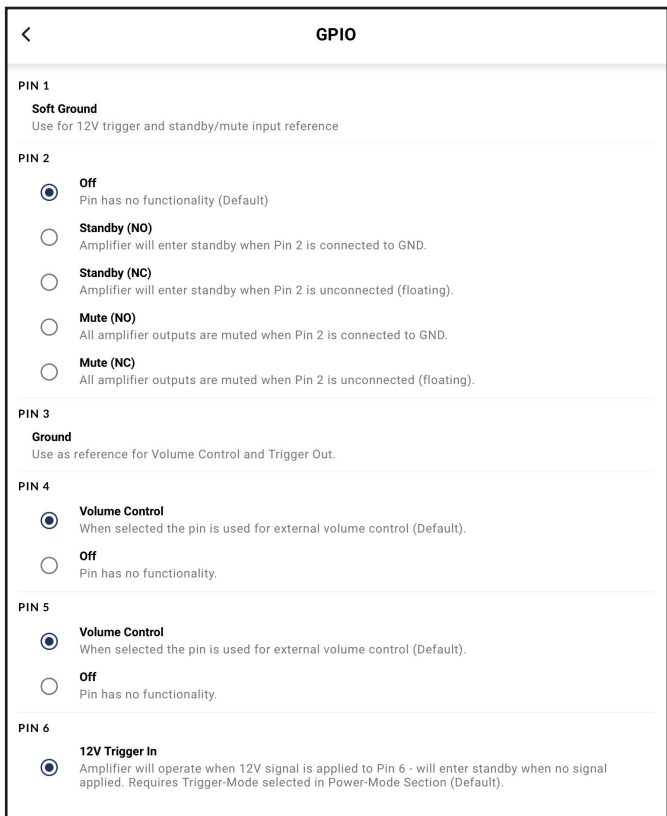 GPIO
PIN 1
Soft Ground
Use for 12V trigger and standby/mute input reference
PIN 2
Off
Pin has no functionality (Default)
Standby (NO)
Amplifier will enter standby when Pin 2 is connected to GND.
Standby (NC)
Amplifier will enter standby when Pin 2 is unconnected (floating).
Mute (NO)
All amplifier outputs are muted when Pin 2 is connected to GND.
Mute (NC)
All amplifier outputs are muted when Pin 2 is unconnected (floating).
PIN 3
Ground
Use as reference for Volume Control and Trigger Out.
PIN 4
Volume Control
When selected the pin is used for external volume control (Default).
Off
Pin has no functionality.
PIN 5
Volume Control
When selected the pin is used for external volume control (Default).
Off
Pin has no functionality.
PIN 6
12V Trigger In
Amplifier will operate when 12V signal is applied to Pin 6 - will enter standby when no signal
applied. Requires Trigger-Mode selected in Power-Mode Section (Default).